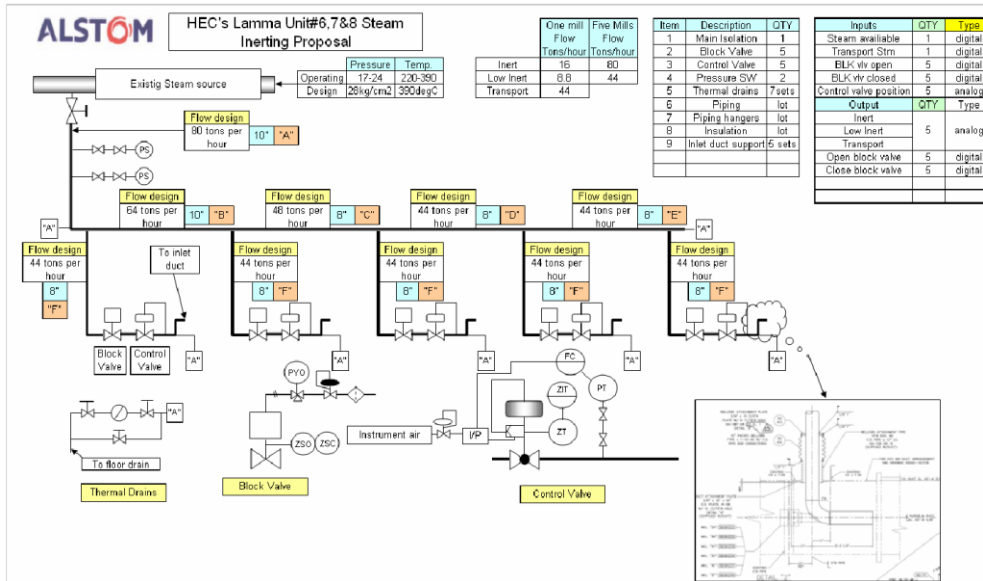 ALSTOM
HEC's Lamma Unit#6,7&8 Steam
Inerting Proposal
Existig Steam source
Pressure Temp.
Operating 17-24 220-390
Design 28kg/cm2 390degC
One mill Five Mills
Flow Flow
Tons/hour Tons/hour
Inert 16 80
Low Inert 8.8 44
Transport 44
Item Description QTY
1 Main Isolation 1
2 Block Valve 5
3 Control Valve 5
4 Pressure SW 2
5 Thermal drains 7sets
6 Piping lot
7 Piping hangers lot
8 Insulation lot
9 Inlet duct support 5 sets
Inputs QTY Type
Steam availiable 1 digital
Transport Stm 1 digital
BLK vlv open 5 digital
BLK vlv closed 5 digital
Control valve position 5 analog
Output QTY Type
Inert
Low Inert 5 analog
Transport
Open block valve 5 digital
Close block valve 5 digital
Flow design
80 tons per
hour
10" "A"
PS
PS
Flow design
64 tons per
hour
10" "B"
Flow design
48 tons per
hour
8" "C"
Flow design
44 tons per
hour
8" "D"
Flow design
44 tons per
hour
8" "E"
"A"
"A"
Flow design
44 tons per
hour
8"
"F"
To inlet
duct
Flow design
44 tons per
hour
8" "F"
Flow design
44 tons per
hour
8" "F"
Flow design
44 tons per
hour
8" "F"
Flow design
44 tons per
hour
8" "F"
Block
Valve
Control
Valve
"A"
"A"
"A"
"A"
"A"
"A"
To floor drain
Thermal Drains
PYO
ZSO
ZSC
Block Valve
Instrument air
I/P
FC
ZIT
ZT
PT
Control Valve